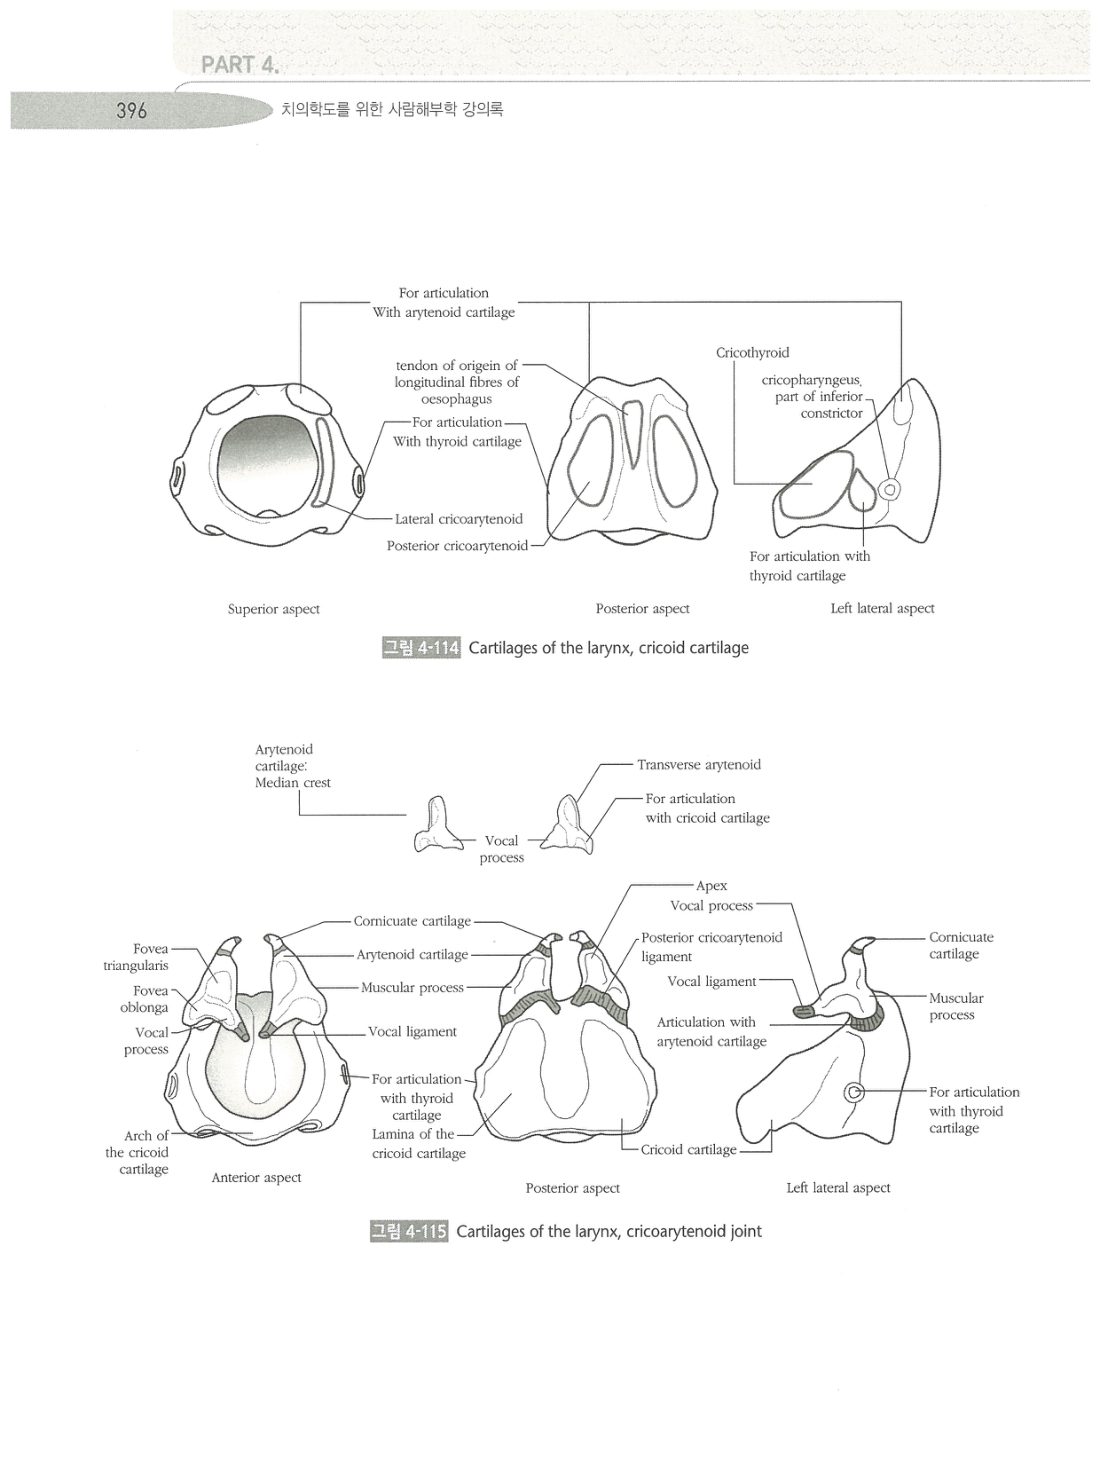 PART 4.
396
치의학도를 위한 사람해부학 강의록
For articulation
With arytenoid cartilage
Cricothyroid
tendon of origein of
longitudinal fibres of
oesophagus
cricopharyngeus,
part of inferior
constrictor
For articulation
With thyroid cartilage
Lateral cricoarytenoid
Posterior cricoarytenoid
For articulation with
thyroid cartilage
Superior aspect
Posterior aspect
Left lateral aspect
그림 4-114 Cartilages of the larynx, cricoid cartilage
Arytenoid
cartilage:
Median crest
Transverse arytenoid
For articulation
with cricoid cartilage
Vocal
process
Apex
Vocal process
Cornicuate cartilage
Fovea
triangularis
Arytenoid cartilage
Posterior cricoarytenoid
ligament
Cornicuate
cartilage
Fovea
oblonga
Muscular process
Vocal ligament
Muscular
process
Vocal
process
Vocal ligament
Articulation with
arytenoid cartilage
For articulation
with thyroid
cartilage
For articulation
with thyroid
cartilage
Arch of
the cricoid
cartilage
Lamina of the
cricoid cartilage
Cricoid cartilage
Anterior aspect
Posterior aspect
Left lateral aspect
그림 4-115 Cartilages of the larynx, cricoarytenoid joint